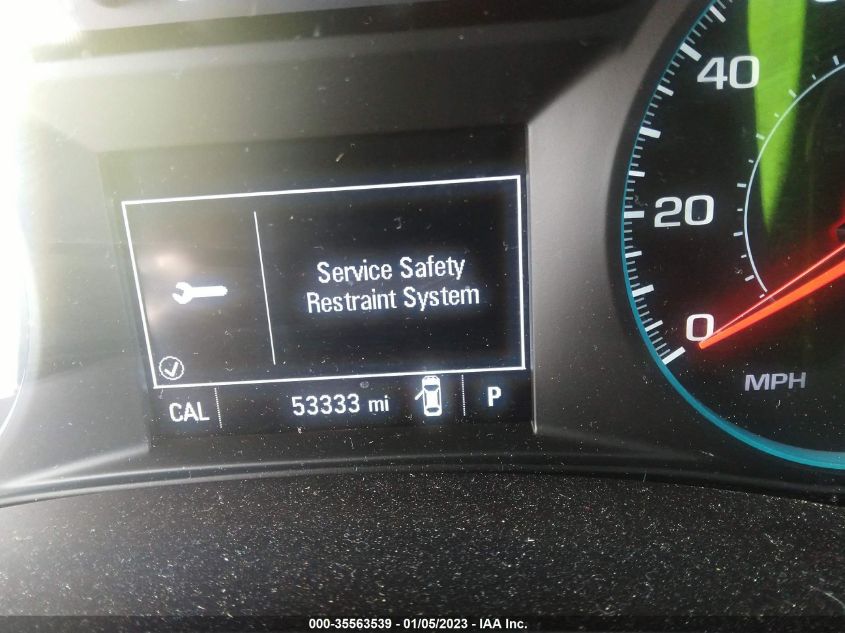 40
20
0
MPH
Service Safety
Restraint System
CAL
53333 mi
P
000-35563539 - 01/05/2023 - IAA Inc.